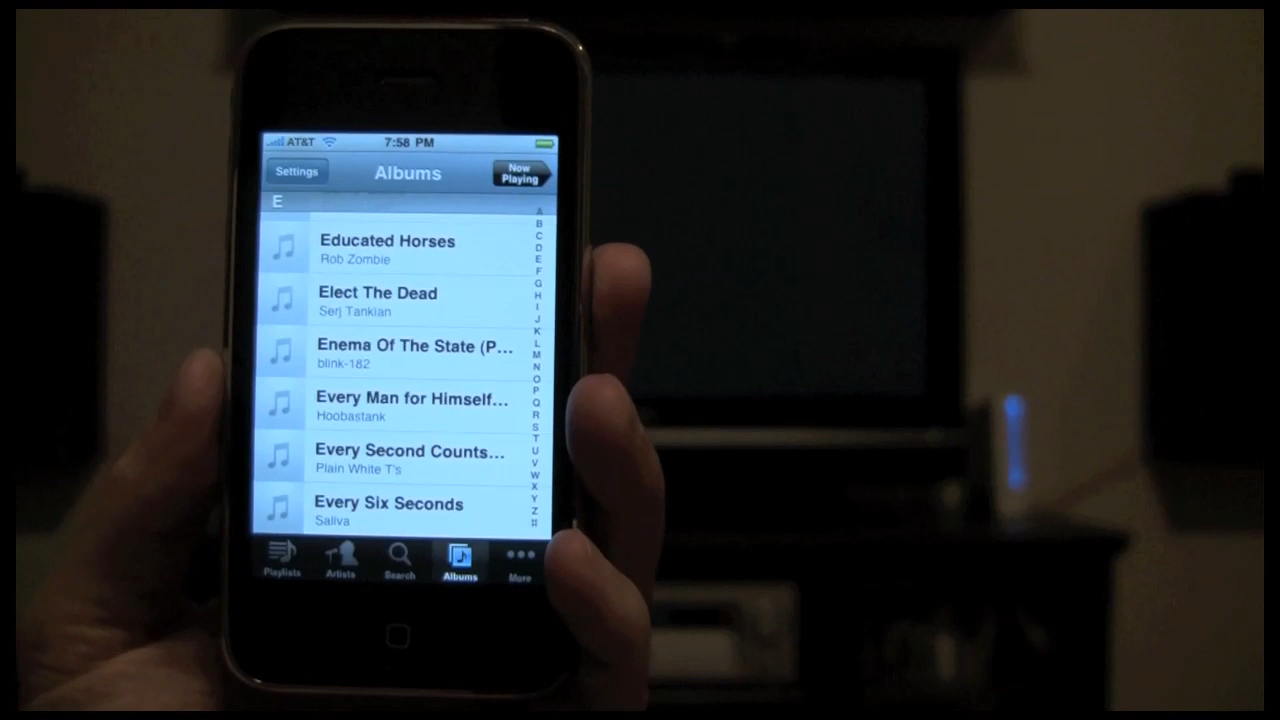 AT&T 7:58 PM
Settings Albums Now Playing
E
Educated Horses
Rob Zombie
Elect The Dead
Serj Tankian
Enema Of The State (P...
blink-182
Every Man for Himself...
Hoobastank
Every Second Counts...
Plain White T's
Every Six Seconds
Saliva
A
B
C
D
E
F
G
H
I
J
K
L
M
N
O
P
Q
R
S
T
U
V
W
X
Y
Z
#
Playlists Artists Search Albums More